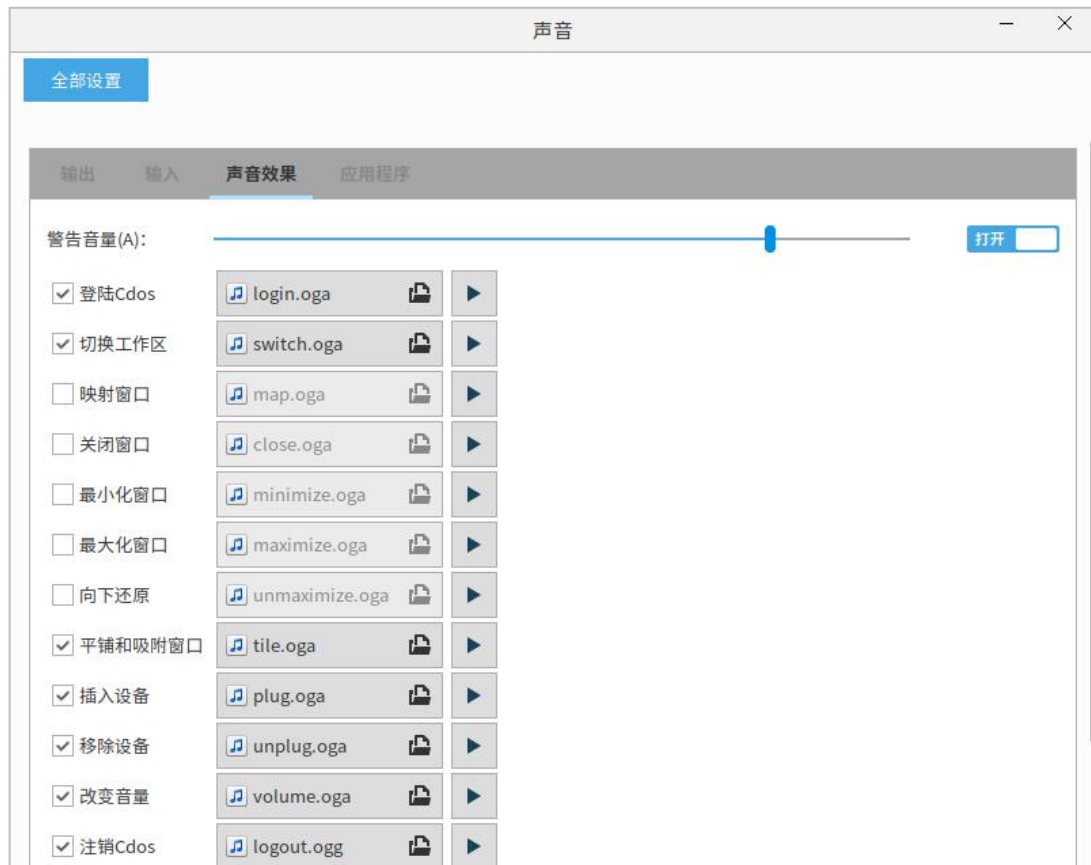 声音
全部设置
输出 输入 声音效果 应用程序
警告音量(A): 打开
登陆Cdos login.oga
切换工作区 switch.oga
映射窗口 map.oga
关闭窗口 close.oga
最小化窗口 minimize.oga
最大化窗口 maximize.oga
向下还原 unmaximize.oga
平铺和吸附窗口 tile.oga
插入设备 plug.oga
移除设备 unplug.oga
改变音量 volume.oga
注销Cdos logout.ogg